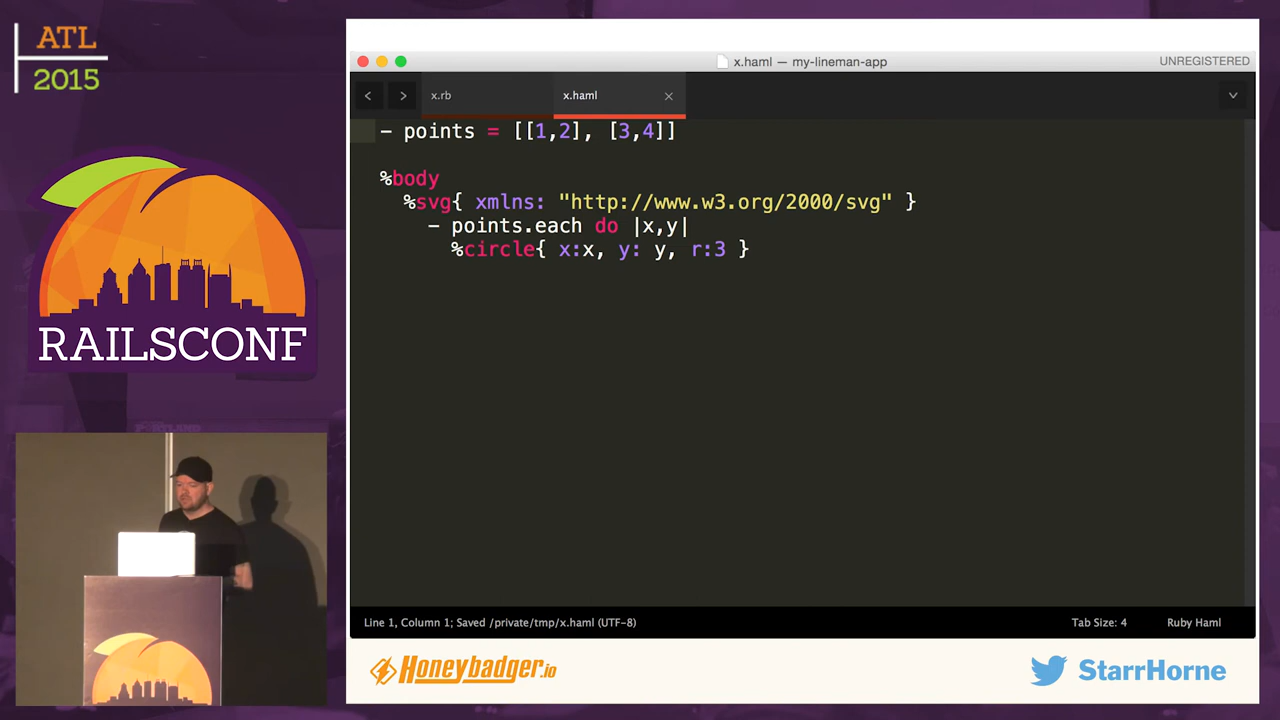 ATL
2015
RAILSCONF
x.haml — my-lineman-app
UNREGISTERED
x.rb
x.haml
- points = [[1,2], [3,4]]
%body
%svg{ xmlns: "http://www.w3.org/2000/svg" }
- points.each do |x,y|
%circle{ x:x, y: y, r:3 }
Line 1, Column 1; Saved /private/tmp/x.haml (UTF-8)
Tab Size: 4
Ruby Haml
Honeybadger.io
StarrHorne